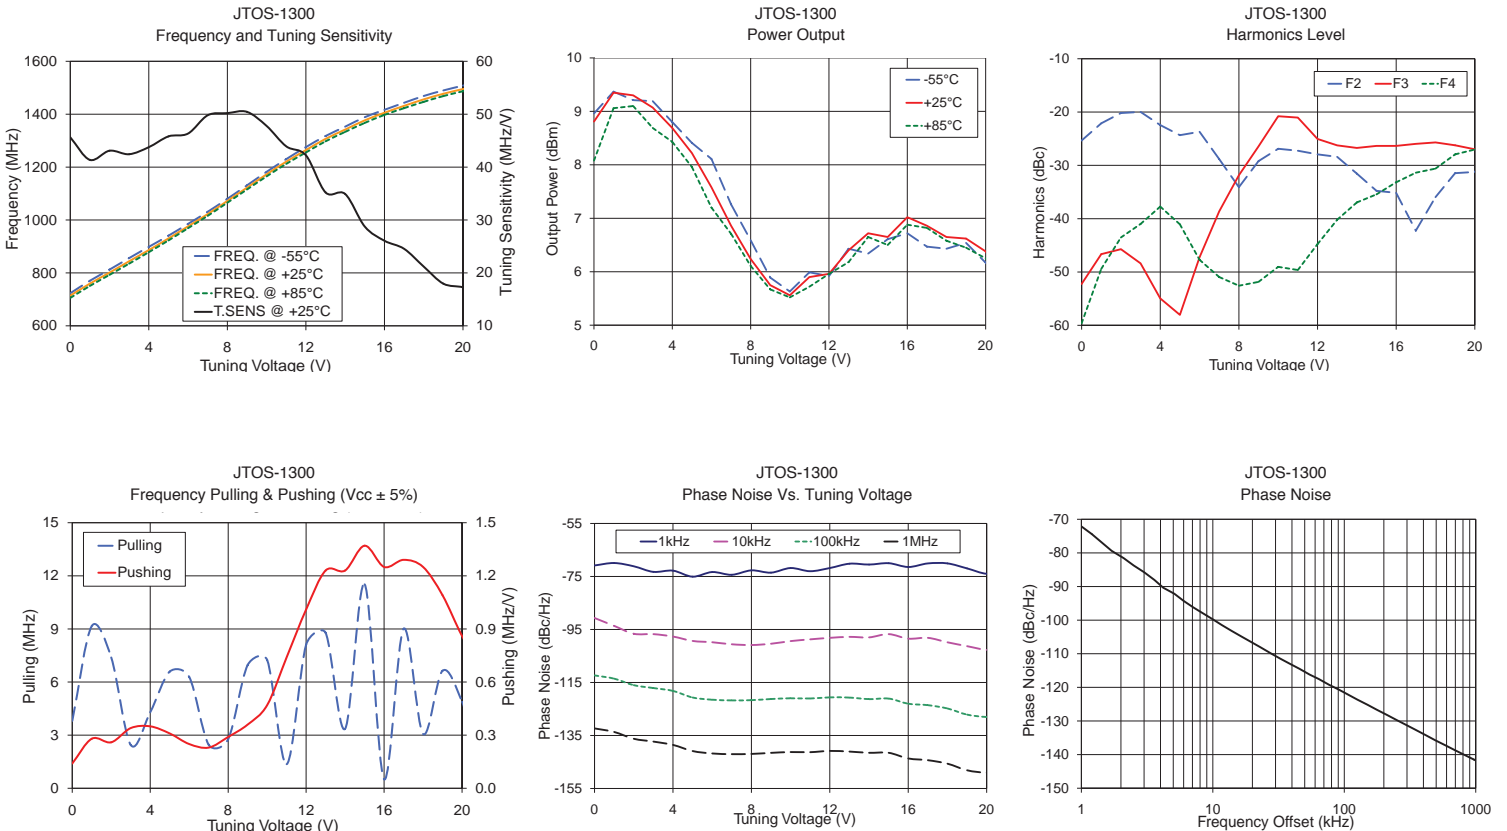 JTOS-1300
Frequency and Tuning Sensitivity
1600
1400
1200
1000
800
600
Frequency (MHz)
60
50
40
30
20
10
Tuning Sensitivity (MHz/V)
FREQ. @ -55°C
FREQ. @ +25°C
FREQ. @ +85°C
T.SENS @ +25°C
0 4 8 12 16 20
Tuning Voltage (V)
JTOS-1300
Power Output
10
9
8
7
6
5
Output Power (dBm)
-55°C
+25°C
+85°C
0 4 8 12 16 20
Tuning Voltage (V)
JTOS-1300
Harmonics Level
-10
-20
-30
-40
-50
-60
Harmonics (dBc)
F2 F3 F4
0 4 8 12 16 20
Tuning Voltage (V)
JTOS-1300
Frequency Pulling & Pushing (Vcc ± 5%)
15
12
9
6
3
0
Pulling (MHz)
1.5
1.2
0.9
0.6
0.3
0.0
Pushing (MHz/V)
Pulling
Pushing
0 4 8 12 16 20
Tuning Voltage (V)
JTOS-1300
Phase Noise Vs. Tuning Voltage
-55
-75
-95
-115
-135
-155
Phase Noise (dBc/Hz)
1kHz 10kHz 100kHz 1MHz
0 4 8 12 16 20
Tuning Voltage (V)
JTOS-1300
Phase Noise
-70
-80
-90
-100
-110
-120
-130
-140
-150
Phase Noise (dBc/Hz)
1 10 100 1000
Frequency Offset (kHz)